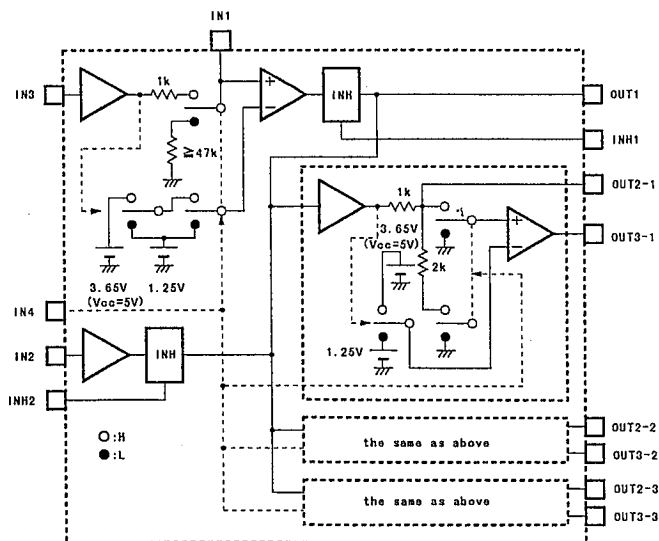 IN1
1k
IN3
INH
OUT1
≧47k
INH1
OUT2-1
1k
3.65V
(Vcc=5V)
OUT3-1
2k
3.65V
(Vcc=5V)
1.25V
IN4
IN2
INH
1.25V
INH2
○:H
●:L
the same as above
OUT2-2
OUT3-2
the same as above
OUT2-3
OUT3-3